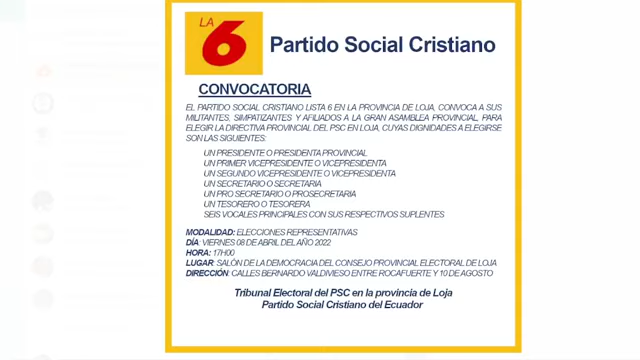 LA
6
Partido Social Cristiano
CONVOCATORIA
EL PARTIDO SOCIAL CRISTIANO LISTA 6 EN LA PROVINCIA DE LOJA, CONVOCA A SUS
MILITANTES, SIMPATIZANTES Y AFILIADOS A LA GRAN ASAMBLEA PROVINCIAL, PARA
ELEGIR LA DIRECTIVA PROVINCIAL DEL PSC EN LOJA, CUYAS DIGNIDADES A ELEGIRSE
SON LAS SIGUIENTES:
UN PRESIDENTE O PRESIDENTA PROVINCIAL
UN PRIMER VICEPRESIDENTE O VICEPRESIDENTA
UN SEGUNDO VICEPRESIDENTE O VICEPRESIDENTA
UN SECRETARIO O SECRETARIA
UN PRO SECRETARIO O PROSECRETARIA
UN TESORERO O TESORERA
SEIS VOCALES PRINCIPALES CON SUS RESPECTIVOS SUPLENTES
MODALIDAD: ELECCIONES REPRESENTATIVAS
DÍA: VIERNES 08 DE ABRIL DEL AÑO 2022
HORA: 17H00
LUGAR: SALÓN DE LA DEMOCRACIA DEL CONSEJO PROVINCIAL ELECTORAL DE LOJA
DIRECCIÓN: CALLES BERNARDO VALDIVIESO ENTRE ROCAFUERTE Y 10 DE AGOSTO
Tribunal Electoral del PSC en la provincia de Loja
Partido Social Cristiano del Ecuador